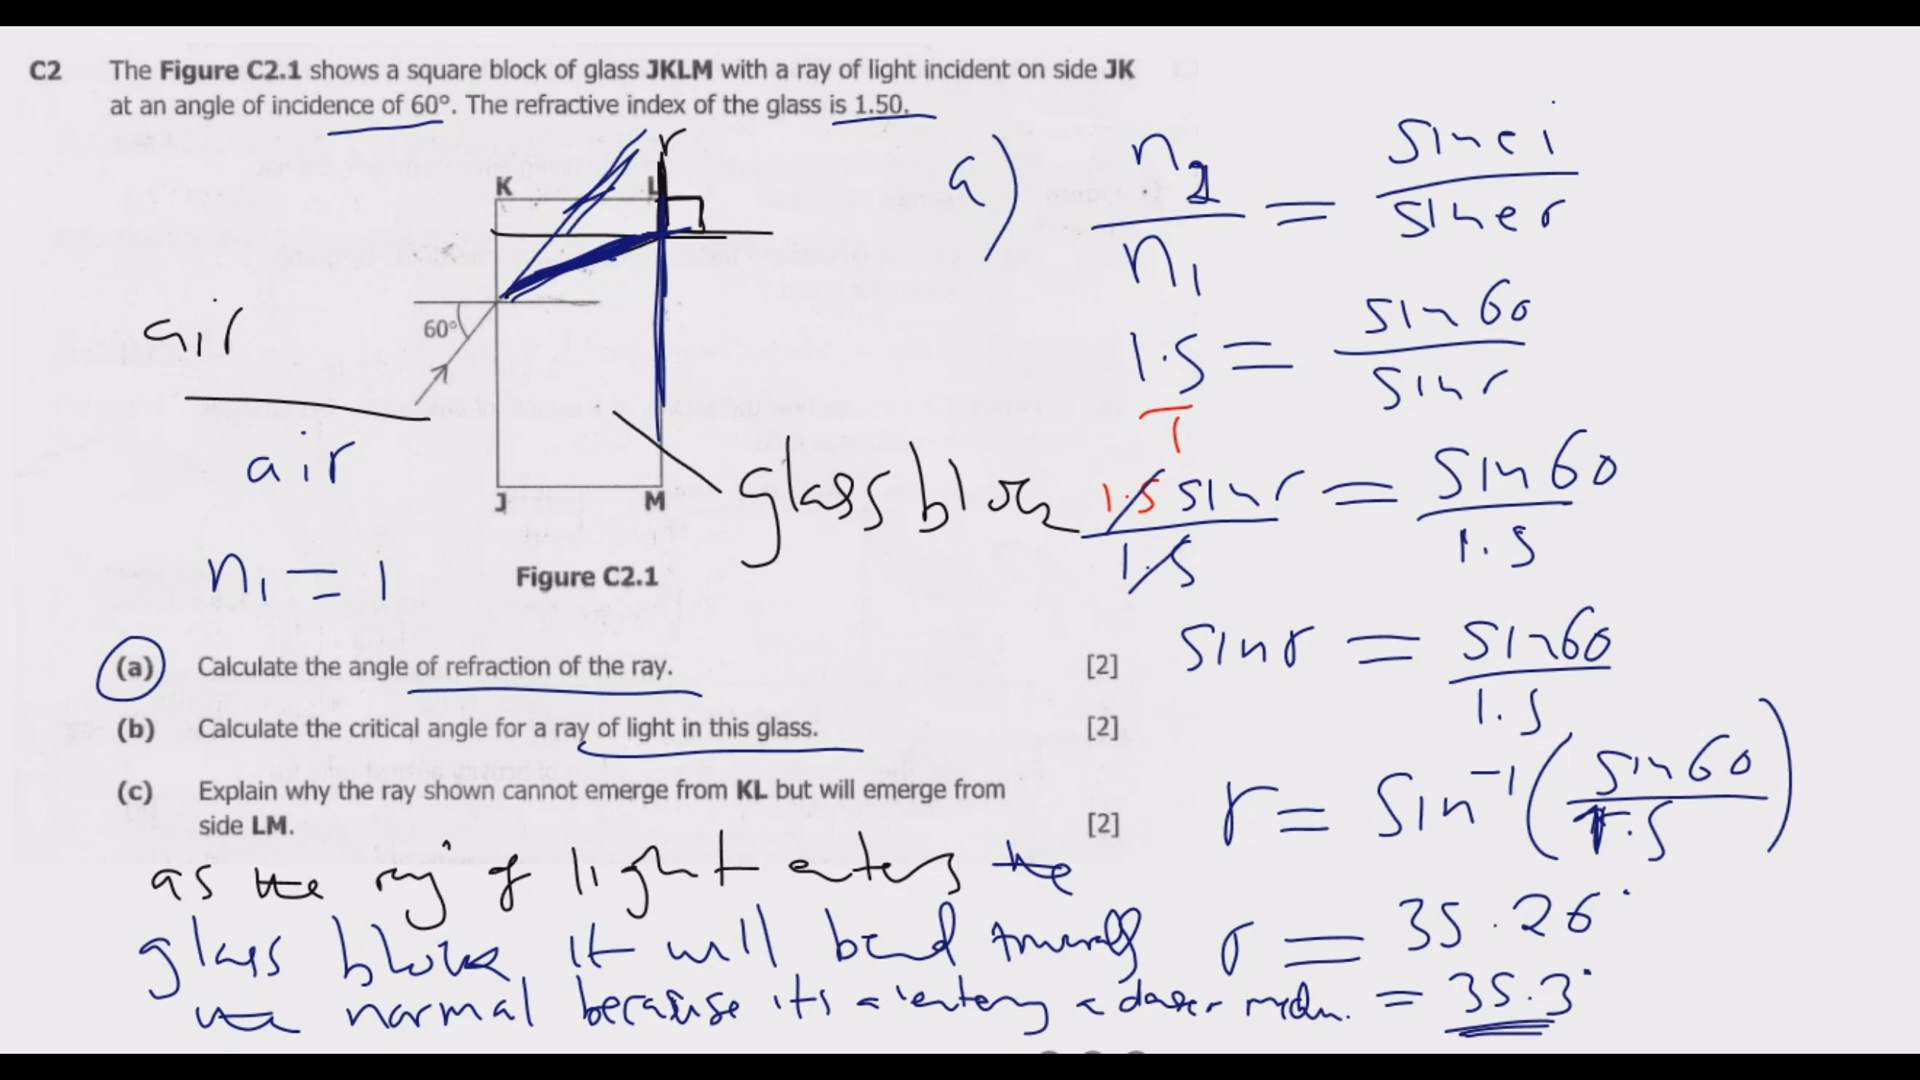 C2 The Figure C2.1 shows a square block of glass JKLM with a ray of light incident on side JK
at an angle of incidence of 60°. The refractive index of the glass is 1.50.
K L r
60°
J M
Figure C2.1
air
air
n₁ = 1
glass block
(a) Calculate the angle of refraction of the ray. [2]
(b) Calculate the critical angle for a ray of light in this glass. [2]
(c) Explain why the ray shown cannot emerge from KL but will emerge from
side LM. [2]
as the ray of light enters the
glass block it will bend towards
the normal because its a entering a denser medium.
a) n₂/n₁ = sine i/sine r
1.5/1 = sin 60/sin r
1.5 sin r/1.5 = sin 60/1.5
sin r = sin 60/1.5
r = sin⁻¹(sin 60/1.5)
r = 35.26°
= 35.3°